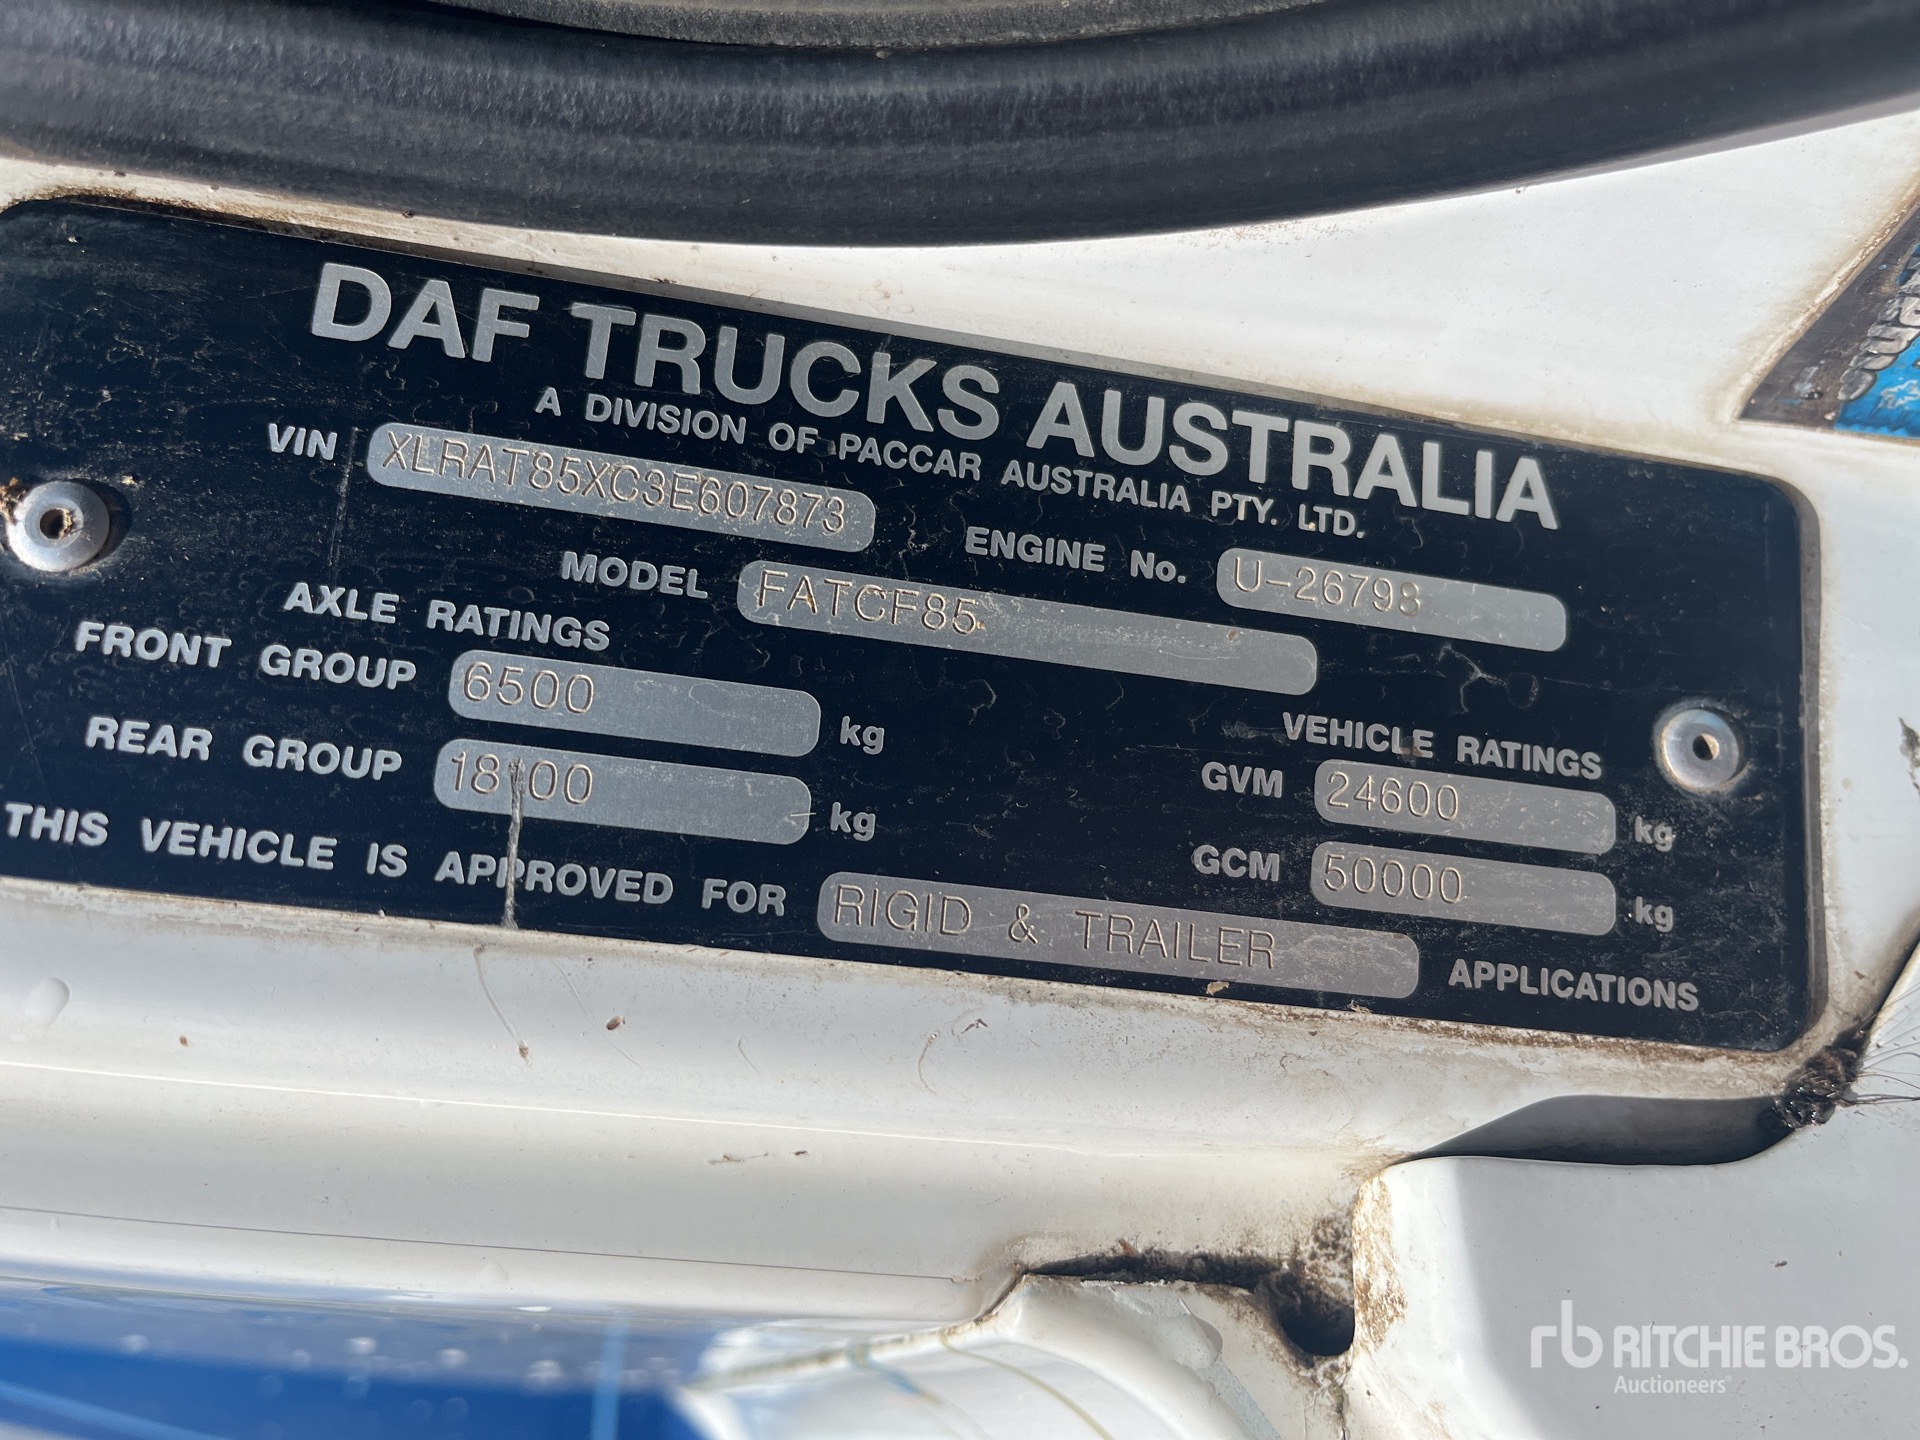 DAF TRUCKS AUSTRALIA
A DIVISION OF PACCAR AUSTRALIA PTY. LTD.
VIN XLRAT85XC3E607873
ENGINE No. U-26798
MODEL FATCF85
AXLE RATINGS
FRONT GROUP 6500 kg
REAR GROUP 18100 kg
VEHICLE RATINGS
GVM 24600 kg
GCM 50000 kg
THIS VEHICLE IS APPROVED FOR RIGID & TRAILER APPLICATIONS
rb RITCHIE BROS.
Auctioneers